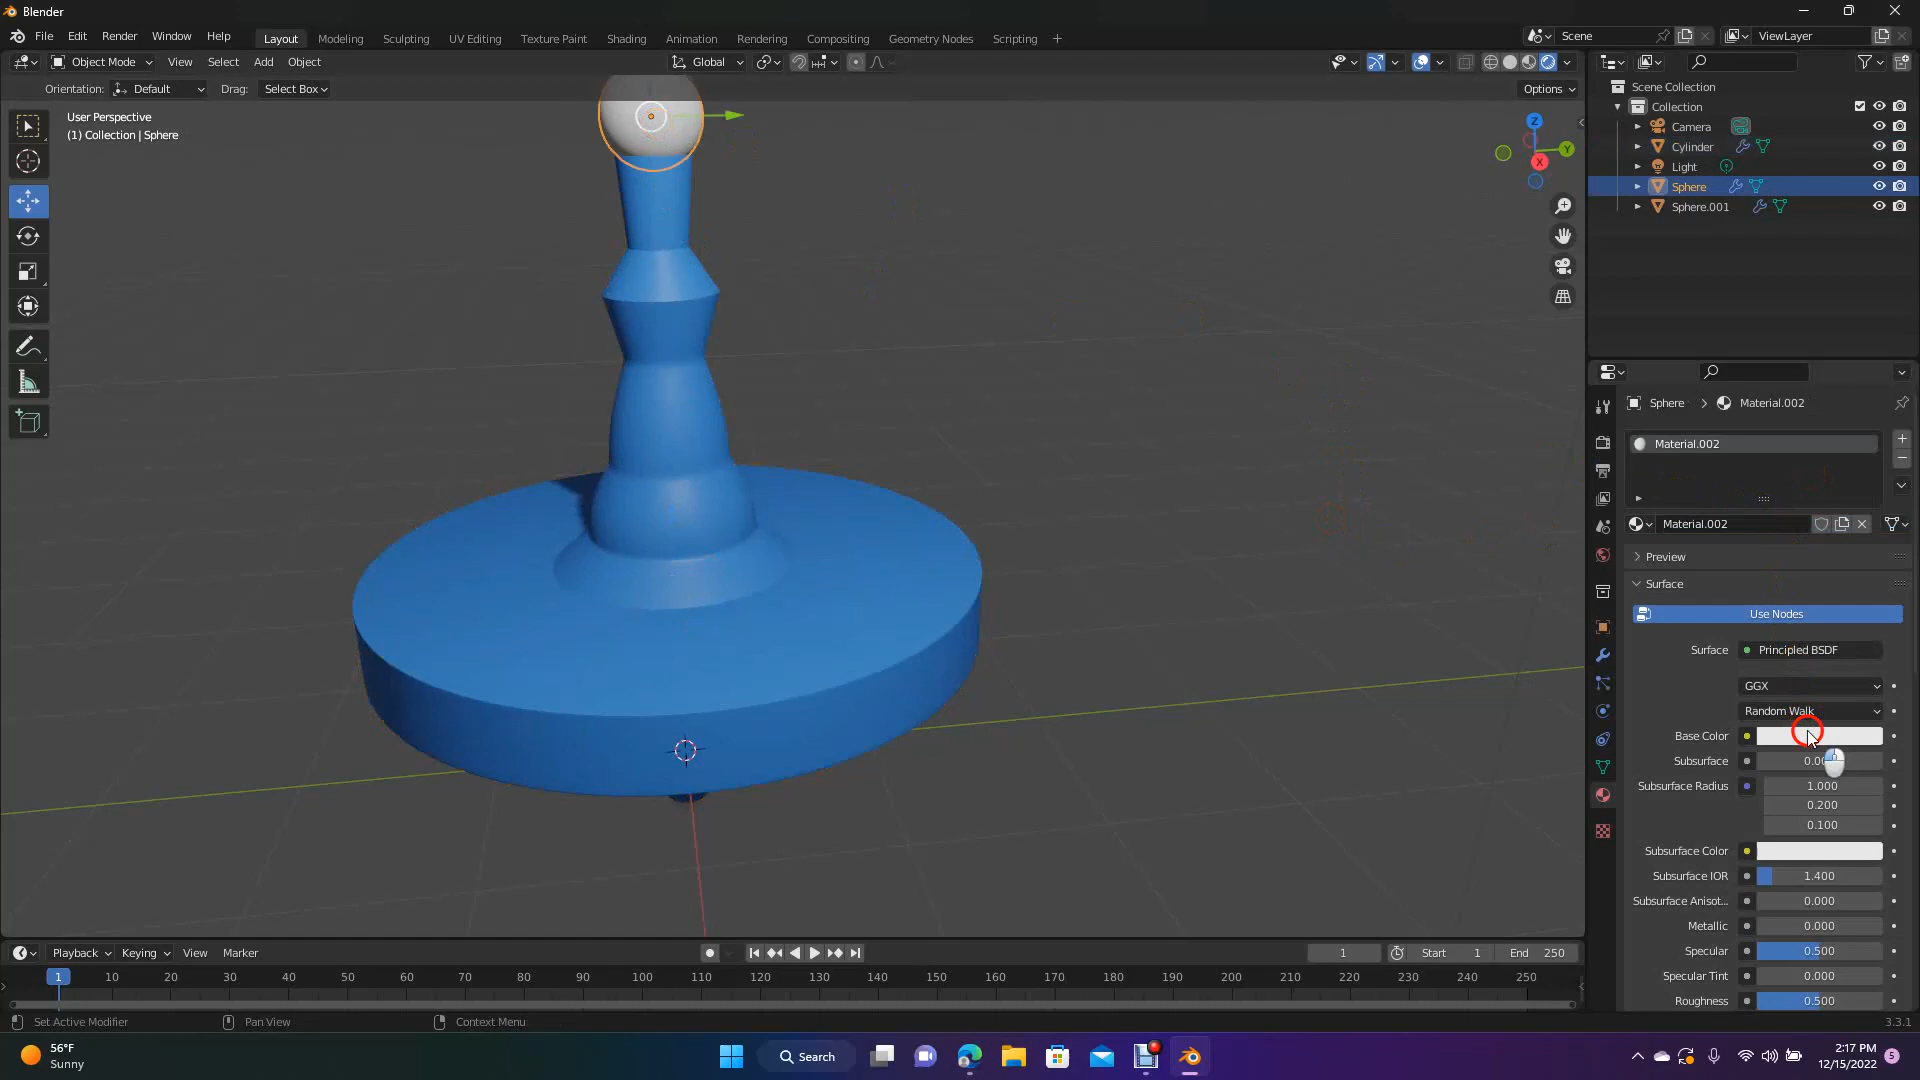 Blender
File Edit Render Window Help
Layout Modeling Sculpting UV Editing Texture Paint Shading Animation Rendering Compositing Geometry Nodes Scripting +
Scene
ViewLayer
Object Mode View Select Add Object
Global
Orientation: Default Drag: Select Box
Options
User Perspective
(1) Collection | Sphere
Z
Y
X
Scene Collection
Collection
Camera
Cylinder
Light
Sphere
Sphere.001
Sphere > Material.002
Material.002
Material.002
Preview
Surface
Use Nodes
Surface Principled BSDF
GGX
Random Walk
Base Color
Subsurface
Subsurface Radius 1.000
0.200
0.100
Subsurface Color
Subsurface IOR 1.400
Subsurface Anisot... 0.000
Metallic 0.000
Specular 0.500
Specular Tint 0.000
Roughness 0.500
Playback Keying View Marker
1 Start 1 End 250
1 10 20 30 40 50 60 70 80 90 100 110 120 130 140 150 160 170 180 190 200 210 220 230 240 250
Set Active Modifier Pan View Context Menu
3.3.1
56°F
Sunny
Search
2:17 PM
12/15/2022
5